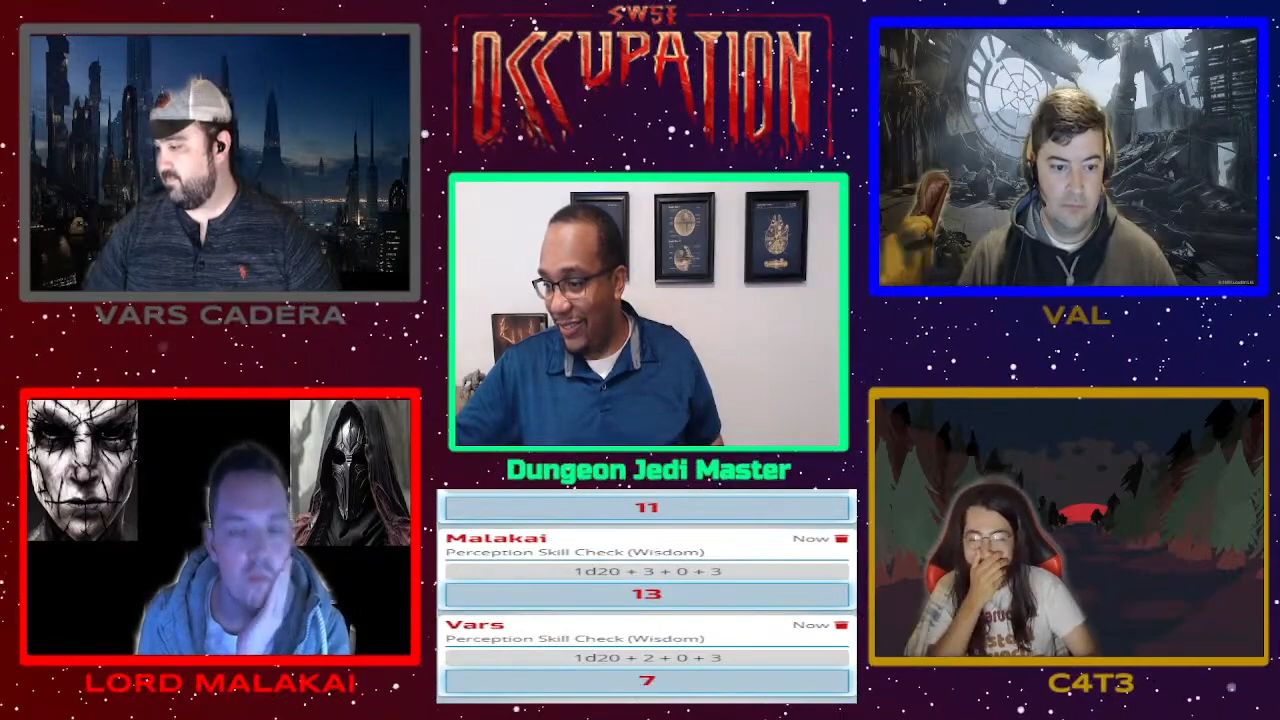 SW5E
OCCUPATION
VARS CADERA
VAL
Dungeon Jedi Master
11
Malakai
Now
Perception Skill Check (Wisdom)
1d20 + 3 + 0 + 3
13
Vars
Now
Perception Skill Check (Wisdom)
1d20 + 2 + 0 + 3
7
LORD MALAKAI
C4T3